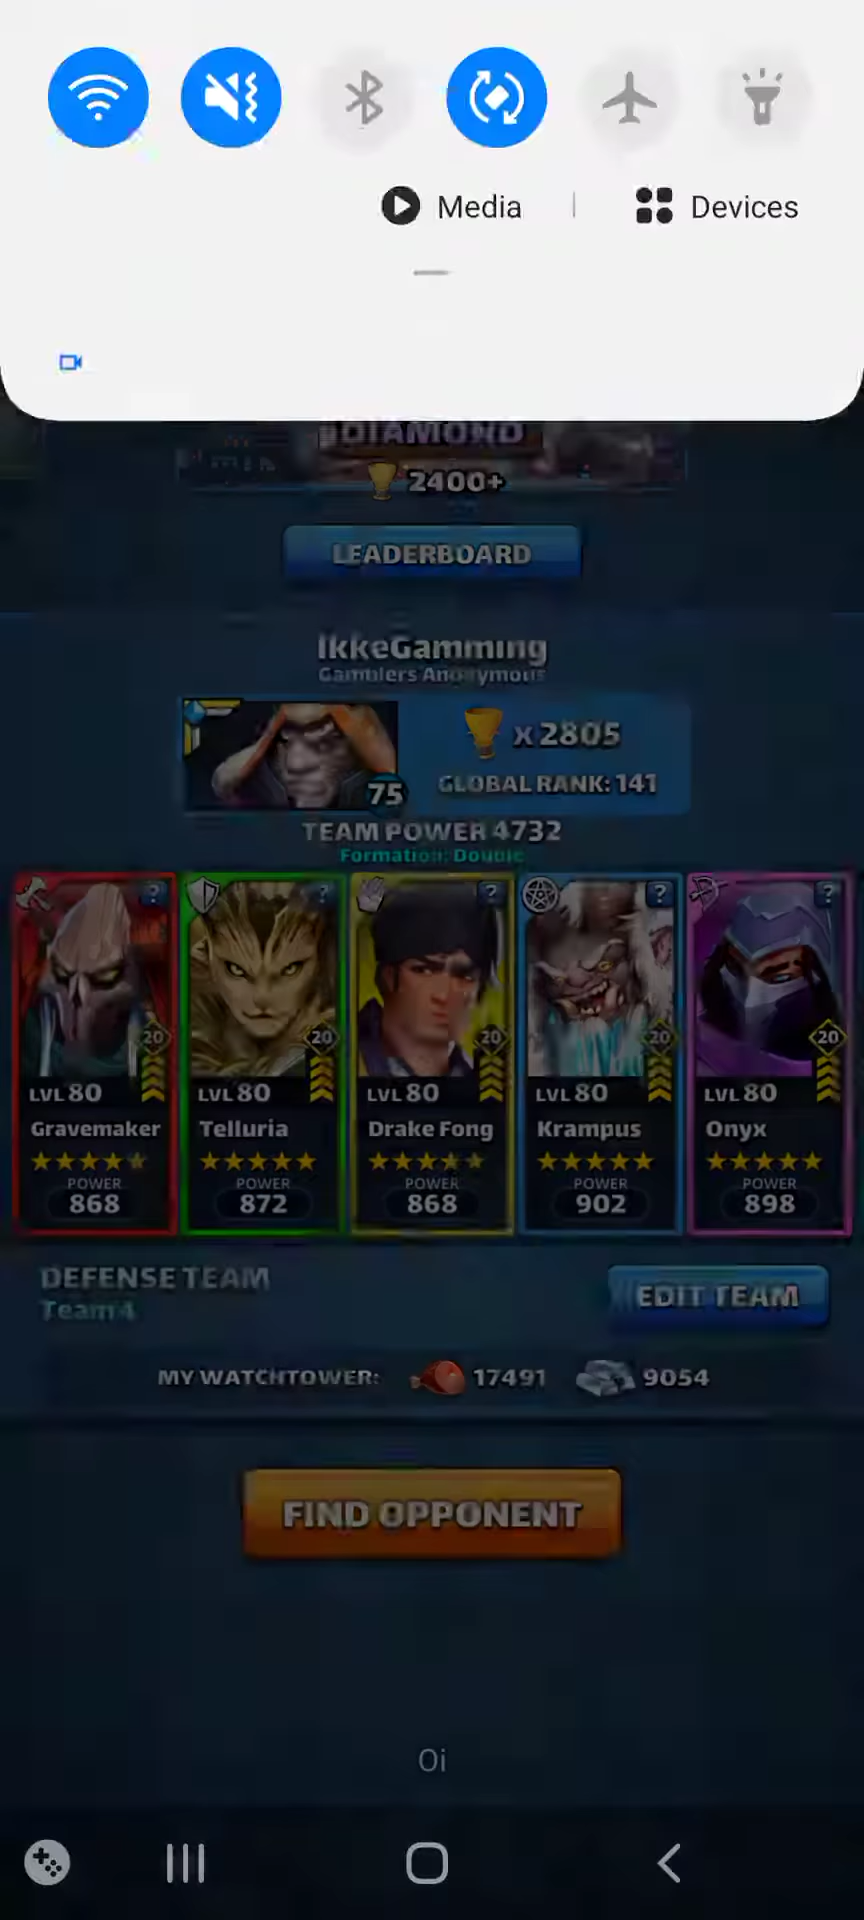 Media
Devices
DIAMOND
2400+
LEADERBOARD
IkkeGamming
Gamblers Anonymous
75
x 2805
GLOBAL RANK: 141
TEAM POWER 4732
Formation: Double
? ? ? ? ?
20 20 20 20 20
LVL 80 LVL 80 LVL 80 LVL 80 LVL 80
Gravemaker Telluria Drake Fong Krampus Onyx
POWER POWER POWER POWER POWER
868 872 868 902 898
DEFENSE TEAM
Team 4
EDIT TEAM
MY WATCHTOWER: 17491 9054
FIND OPPONENT
Oi